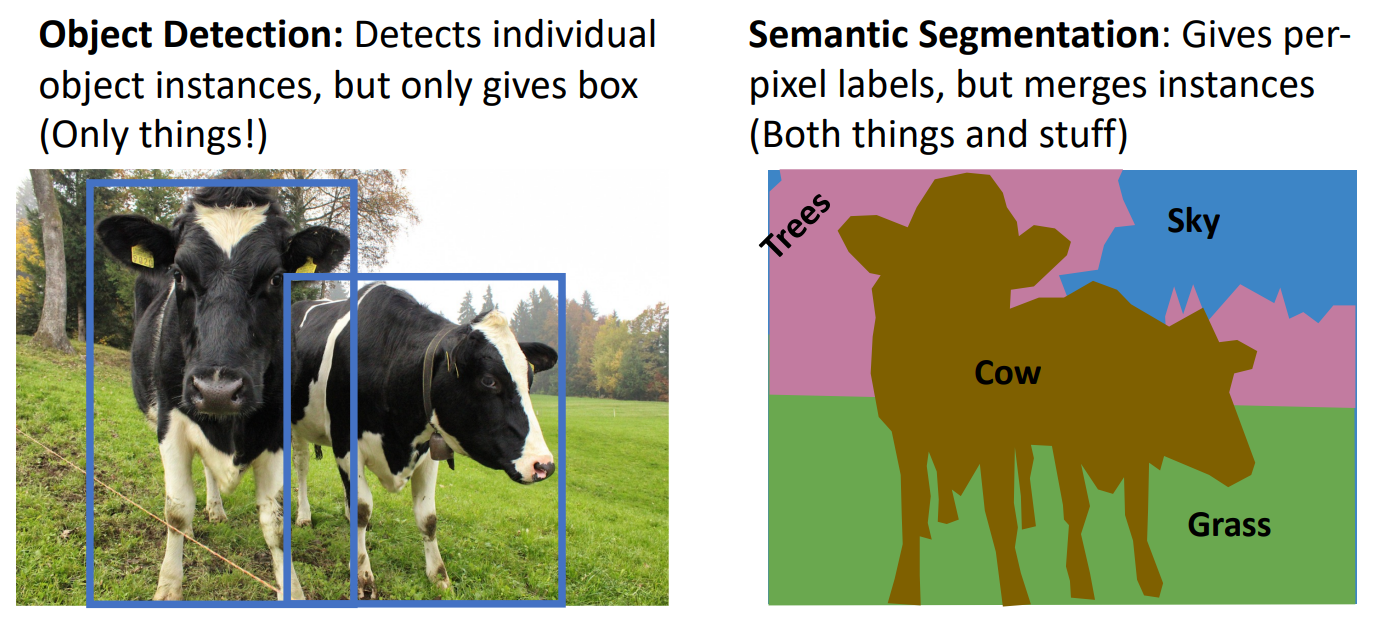 Object Detection: Detects individual
object instances, but only gives box
(Only things!)
Semantic Segmentation: Gives per-
pixel labels, but merges instances
(Both things and stuff)
Trees
Sky
Cow
Grass